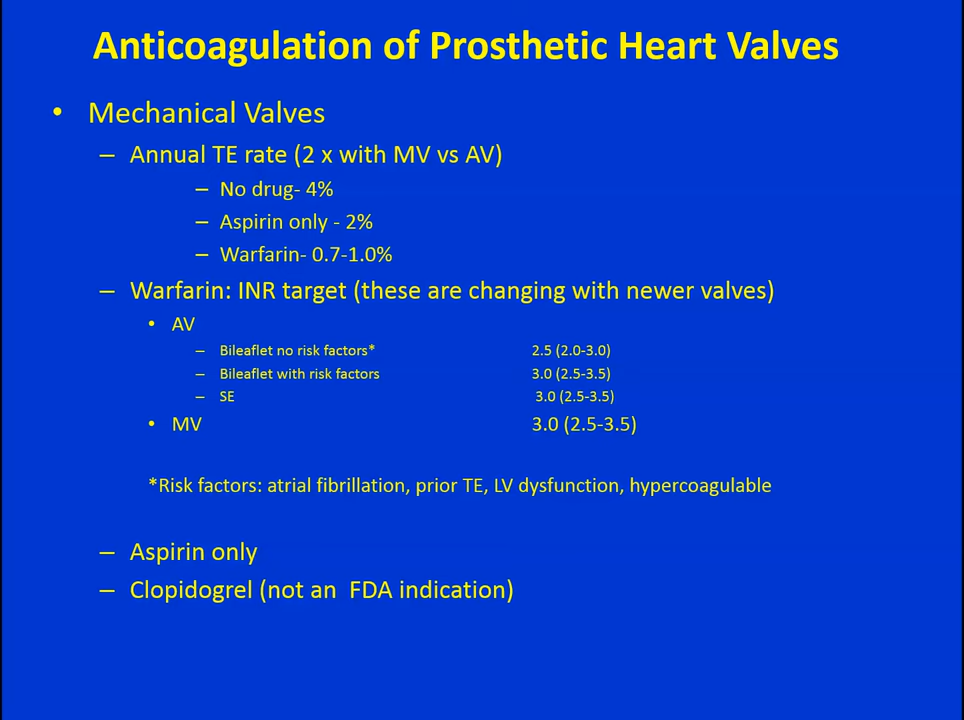 Anticoagulation of Prosthetic Heart Valves
• Mechanical Valves
– Annual TE rate (2 x with MV vs AV)
– No drug- 4%
– Aspirin only - 2%
– Warfarin- 0.7-1.0%
– Warfarin: INR target (these are changing with newer valves)
• AV
– Bileaflet no risk factors* 2.5 (2.0-3.0)
– Bileaflet with risk factors 3.0 (2.5-3.5)
– SE 3.0 (2.5-3.5)
• MV 3.0 (2.5-3.5)
*Risk factors: atrial fibrillation, prior TE, LV dysfunction, hypercoagulable
– Aspirin only
– Clopidogrel (not an FDA indication)